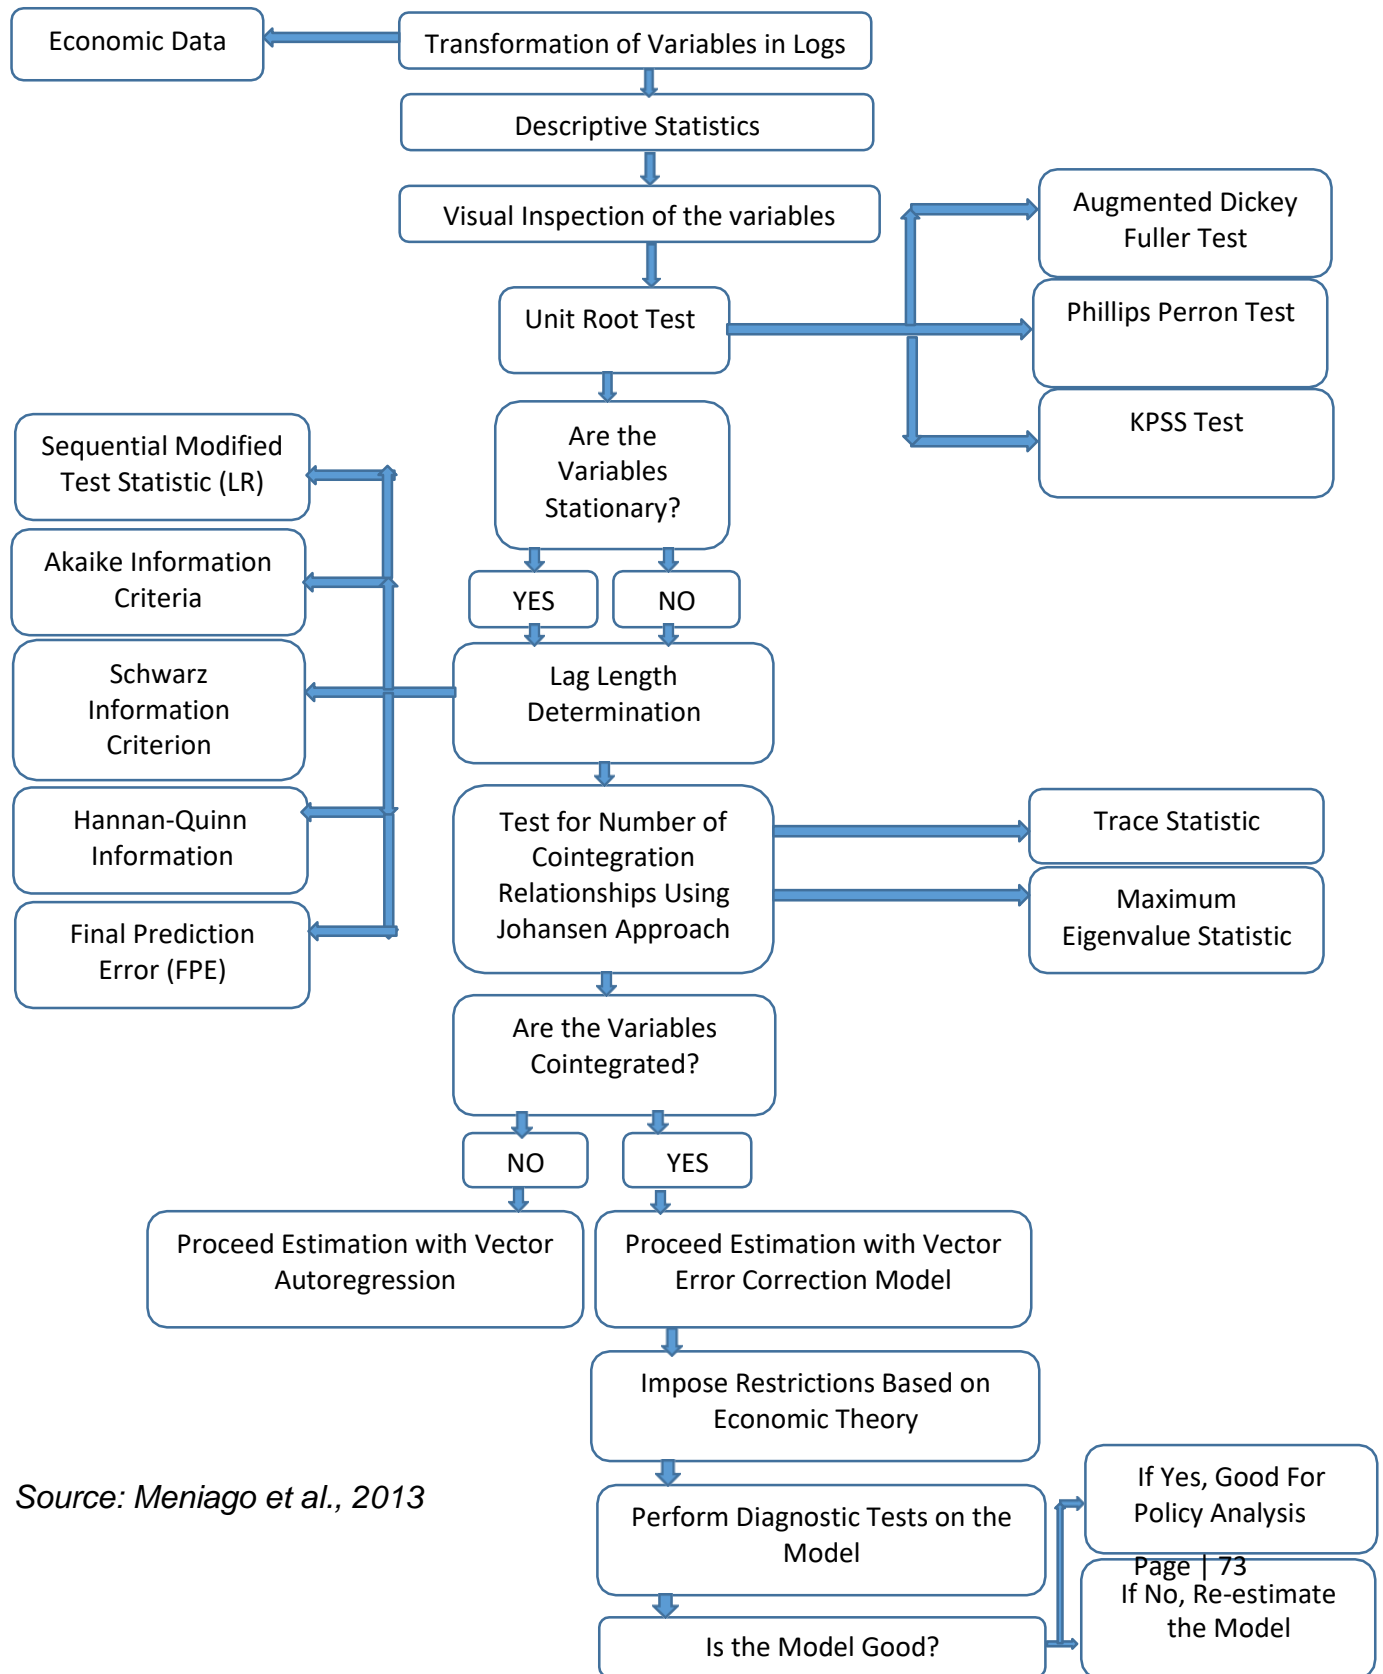 Economic Data
Transformation of Variables in Logs
Descriptive Statistics
Visual Inspection of the variables
Augmented Dickey
Fuller Test
Unit Root Test
Phillips Perron Test
KPSS Test
Are the
Variables
Stationary?
Sequential Modified
Test Statistic (LR)
Akaike Information
Criteria
YES
NO
Schwarz
Information
Criterion
Lag Length
Determination
Hannan-Quinn
Information
Test for Number of
Cointegration
Relationships Using
Johansen Approach
Trace Statistic
Maximum
Eigenvalue Statistic
Final Prediction
Error (FPE)
Are the Variables
Cointegrated?
NO
YES
Proceed Estimation with Vector
Autoregression
Proceed Estimation with Vector
Error Correction Model
Impose Restrictions Based on
Economic Theory
Source: Meniago et al., 2013
Perform Diagnostic Tests on the
Model
If Yes, Good For
Policy Analysis
Page | 73
If No, Re-estimate
the Model
Is the Model Good?